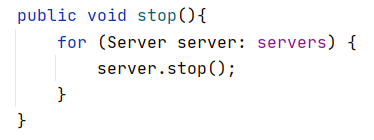 public void stop(){
    for (Server server: servers) {
        server.stop();
    }
}